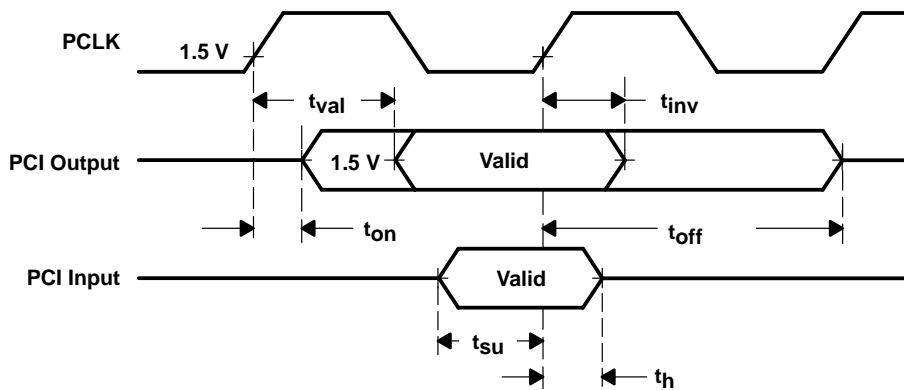 PCLK
1.5 V
tval
tinv
PCI Output
1.5 V
Valid
ton
toff
PCI Input
Valid
tsu
th